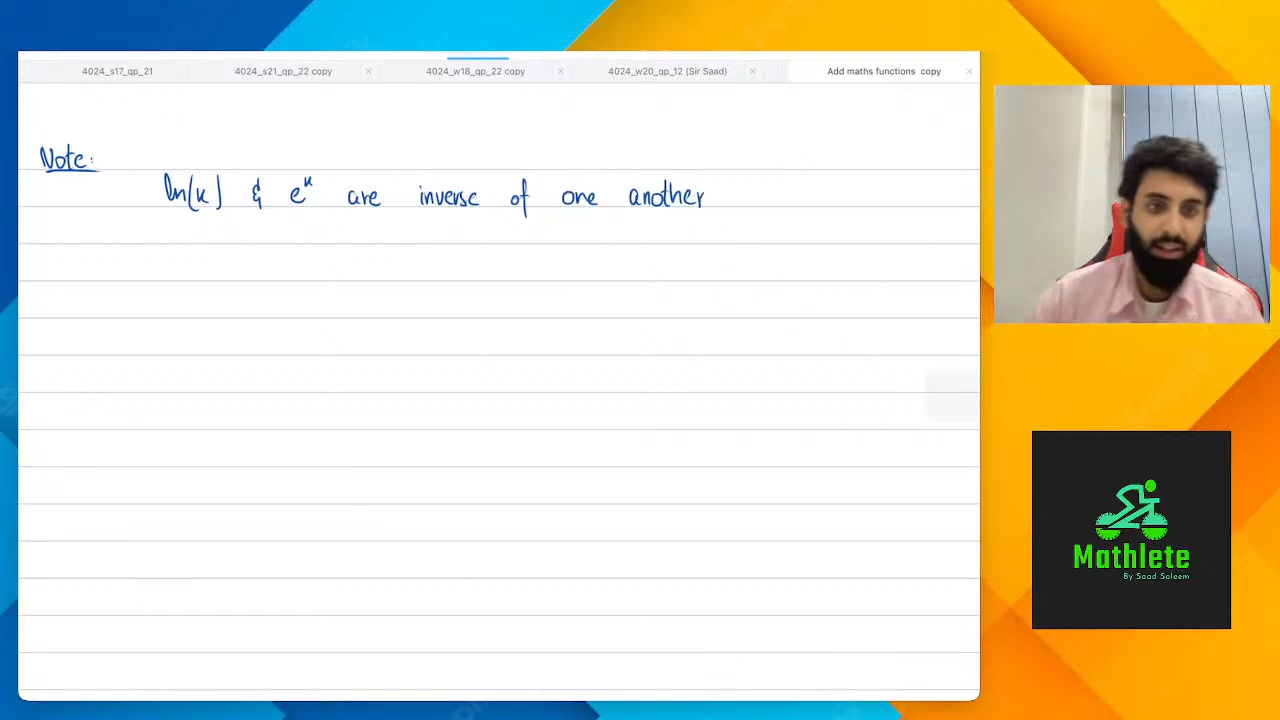 4024_s17_qp_21 4024_s21_qp_22 copy 4024_w18_qp_22 copy 4024_w20_qp_12 (Sir Saad) Add maths functions copy
Note:
ln(x) & eˣ are inverse of one another
Mathlete
By Saad Saleem